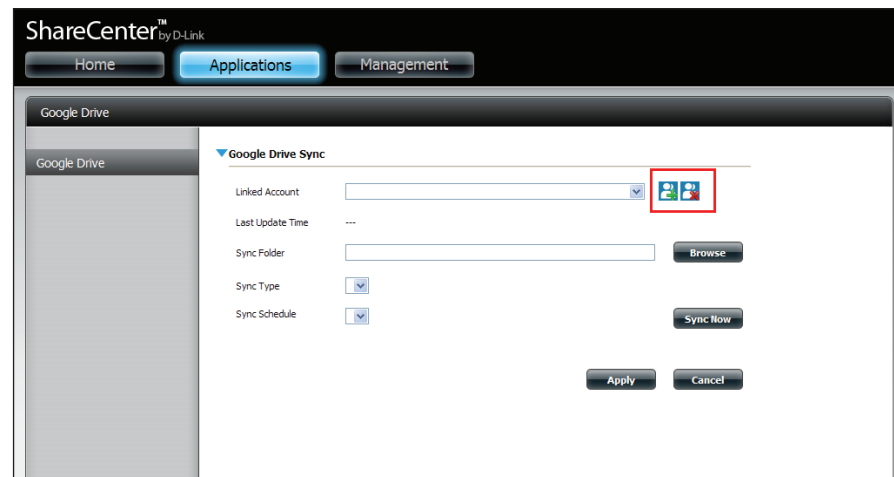 ShareCenter™ by D-Link
Home Applications Management
Google Drive
Google Drive
Google Drive Sync
Linked Account
Last Update Time ---
Sync Folder Browse
Sync Type
Sync Schedule Sync Now
Apply Cancel